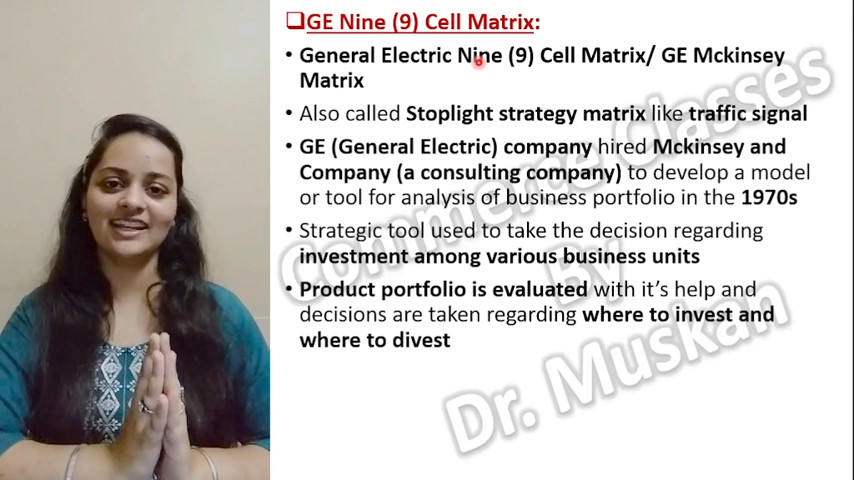 ❑GE Nine (9) Cell Matrix:
• General Electric Nine (9) Cell Matrix/ GE Mckinsey
Matrix
• Also called Stoplight strategy matrix like traffic signal
• GE (General Electric) company hired Mckinsey and
Company (a consulting company) to develop a model
or tool for analysis of business portfolio in the 1970s
• Strategic tool used to take the decision regarding
investment among various business units
• Product portfolio is evaluated with it's help and
decisions are taken regarding where to invest and
where to divest
Commerce Classes
By
Dr. Muskan